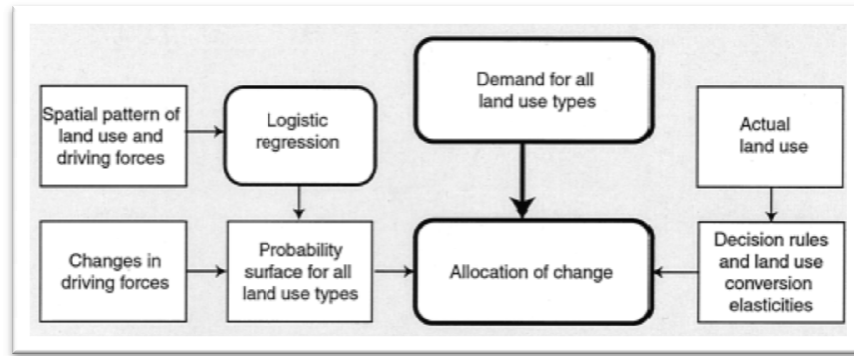 Spatial pattern of
land use and
driving forces
Logistic
regression
Demand for all
land use types
Actual
land use
Changes in
driving forces
Probability
surface for all
land use types
Allocation of change
Decision rules
and land use
conversion
elasticities